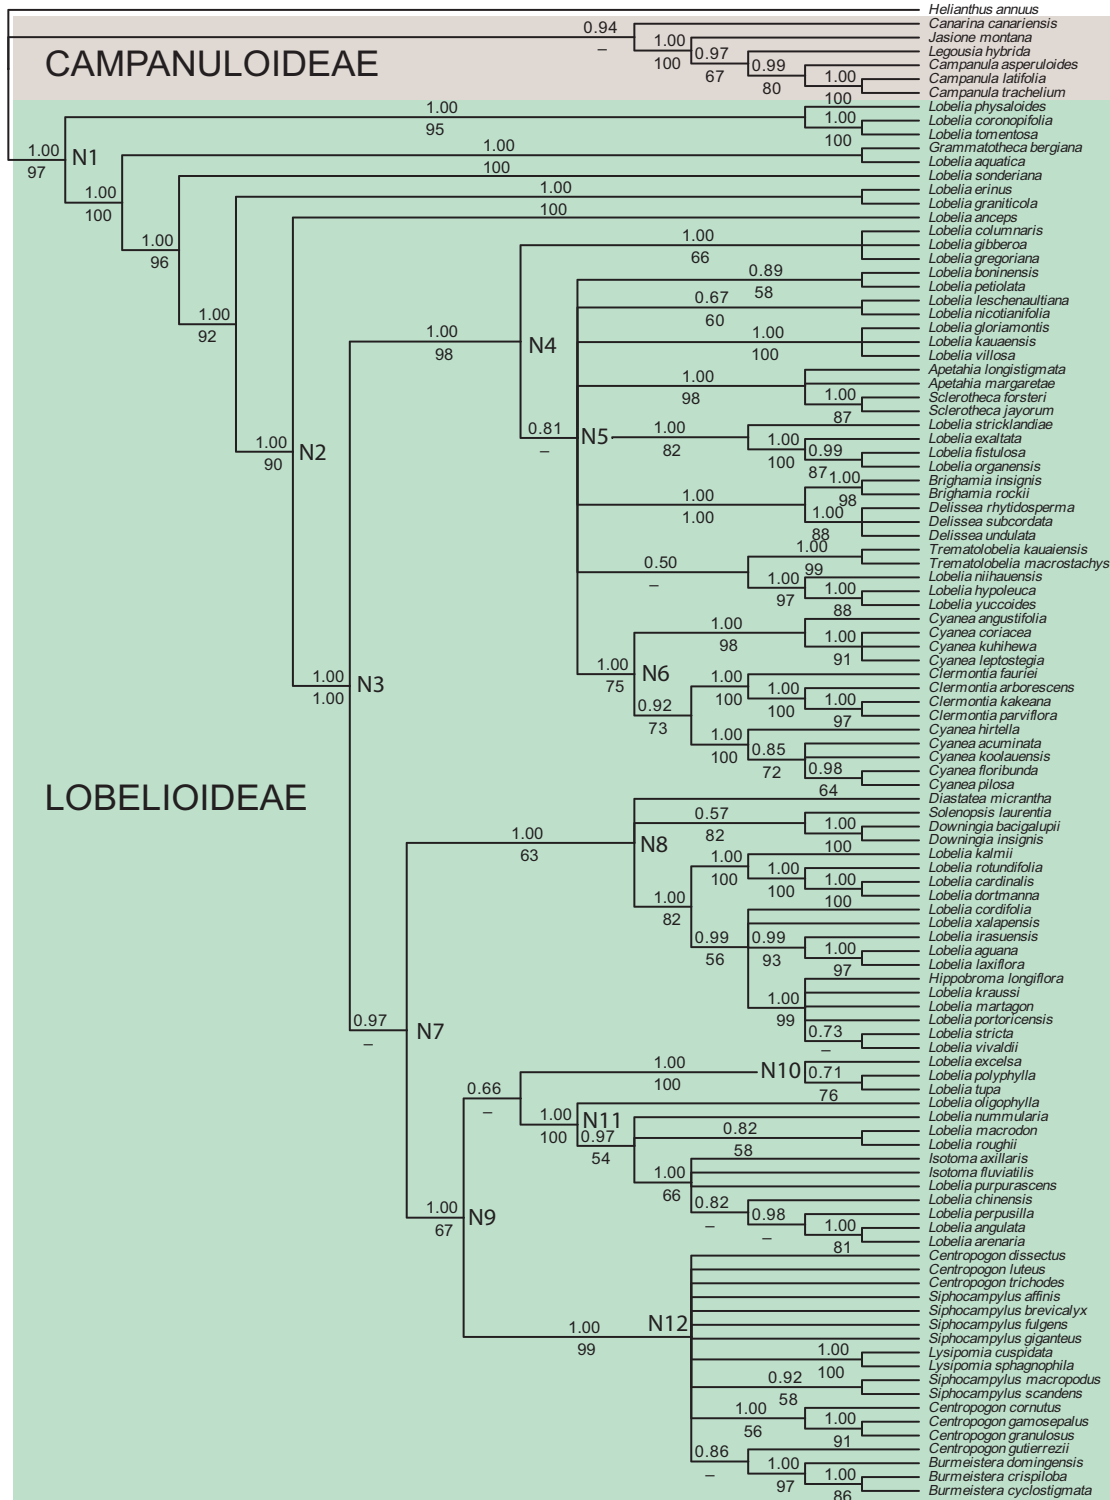 Helianthus annuus
Canarina canariensis
0.94
–
Jasione montana
1.00
100
Legousia hybrida
0.97
67
CAMPANULOIDEAE
Campanula asperuloides
0.99
80
Campanula latifolia
1.00
100
Campanula trachelium
Lobelia physaloides
1.00
95
Lobelia coronopifolia
1.00
100
Lobelia tomentosa
Grammatotheca bergiana
1.00
100
Lobelia aquatica
1.00
97
N1
Lobelia sonderiana
1.00
100
Lobelia erinus
1.00
100
Lobelia graniticola
Lobelia anceps
1.00
96
Lobelia columnaris
1.00
66
Lobelia gibberoa
Lobelia gregoriana
Lobelia boninensis
0.89
58
Lobelia petiolata
Lobelia leschenaultiana
0.67
60
Lobelia nicotianifolia
1.00
92
Lobelia gloriamontis
1.00
98
N4
1.00
100
Lobelia kauaensis
Lobelia villosa
Apetahia longistigmata
1.00
98
Apetahia margaretae
Sclerotheca forsteri
1.00
87
Sclerotheca jayorum
Lobelia stricklandiae
0.81
–
N5
1.00
82
Lobelia exaltata
1.00
100
Lobelia fistulosa
0.99
87
Lobelia organensis
1.00
90
N2
Brighamia insignis
1.00
98
Brighamia rockii
1.00
1.00
Delissea rhytidosperma
1.00
88
Delissea subcordata
Delissea undulata
Trematolobelia kauaiensis
1.00
99
Trematolobelia macrostachys
0.50
–
Lobelia niihauensis
1.00
97
Lobelia hypoleuca
1.00
88
Lobelia yuccoides
Cyanea angustifolia
1.00
98
Cyanea coriacea
1.00
91
Cyanea kuhihewa
Cyanea leptostegia
1.00
75
N6
Clermontia fauriei
1.00
100
Clermontia arborescens
1.00
100
Clermontia kakeana
1.00
97
Clermontia parviflora
1.00
1.00
N3
0.92
73
Cyanea hirtella
1.00
100
Cyanea acuminata
0.85
72
Cyanea koolauensis
Cyanea floribunda
0.98
64
Cyanea pilosa
LOBELIOIDEAE
Diastatea micrantha
Solenopsis laurentia
0.57
82
Downingia bacigalupii
1.00
100
Downingia insignis
1.00
63
N8
Lobelia kalmii
1.00
100
Lobelia rotundifolia
1.00
100
Lobelia cardinalis
1.00
100
Lobelia dortmanna
1.00
82
Lobelia cordifolia
Lobelia xalapensis
0.99
56
Lobelia irasuensis
0.99
93
Lobelia aguana
1.00
97
Lobelia laxiflora
Hippobroma longiflora
Lobelia kraussi
1.00
99
Lobelia martagon
Lobelia portoricensis
0.97
–
N7
Lobelia stricta
0.73
–
Lobelia vivaldii
Lobelia excelsa
1.00
100
N10
0.71
76
Lobelia polyphylla
Lobelia tupa
0.66
–
Lobelia oligophylla
1.00
100
N11
Lobelia nummularia
0.97
54
Lobelia macrodon
0.82
58
Lobelia roughii
Isotoma axillaris
Isotoma fluviatilis
1.00
66
Lobelia purpurascens
Lobelia chinensis
0.82
–
Lobelia perpusilla
0.98
–
Lobelia angulata
1.00
81
Lobelia arenaria
1.00
67
N9
Centropogon dissectus
Centropogon luteus
Centropogon trichodes
Siphocampylus affinis
Siphocampylus brevicalyx
Siphocampylus fulgens
1.00
99
N12
Siphocampylus giganteus
Lysipomia cuspidata
1.00
100
Lysipomia sphagnophila
Siphocampylus macropodus
0.92
58
Siphocampylus scandens
Centropogon cornutus
1.00
56
Centropogon gamosepalus
1.00
91
Centropogon granulosus
Centropogon gutierrezii
0.86
–
Burmeistera domingensis
1.00
97
Burmeistera crispiloba
1.00
86
Burmeistera cyclostigmata